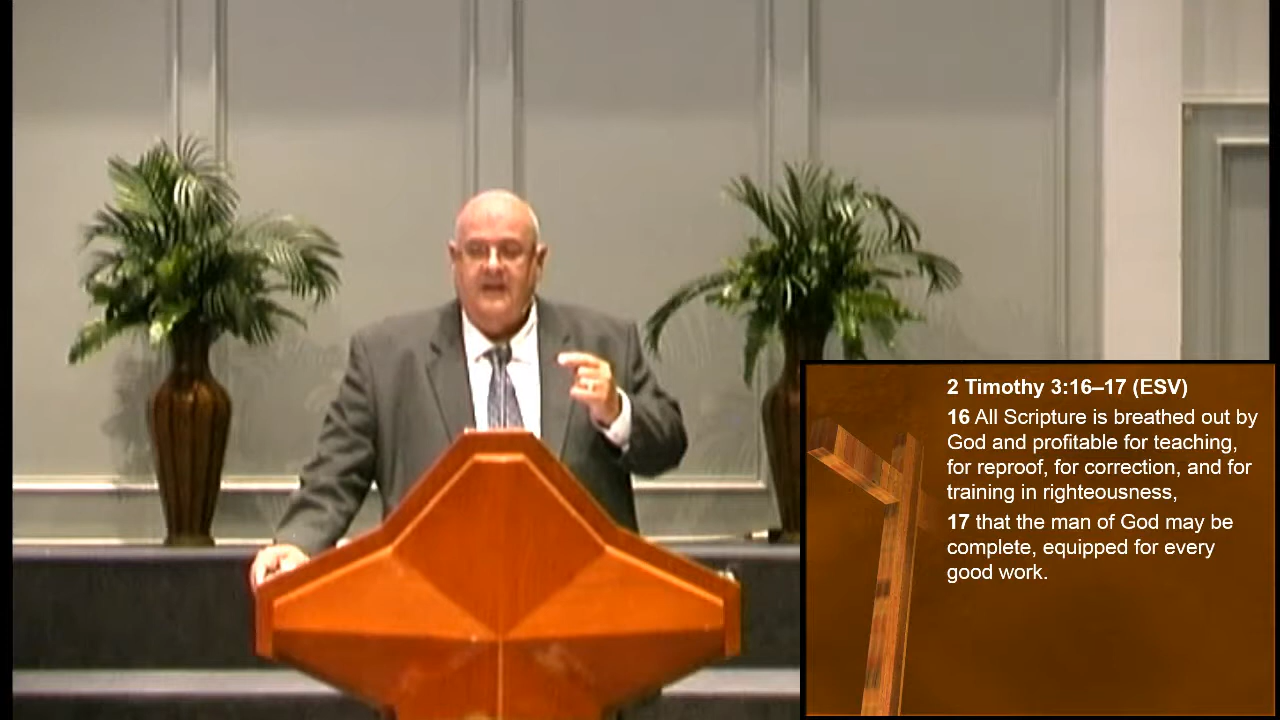 2 Timothy 3:16–17 (ESV)
16 All Scripture is breathed out by
God and profitable for teaching,
for reproof, for correction, and for
training in righteousness,
17 that the man of God may be
complete, equipped for every
good work.